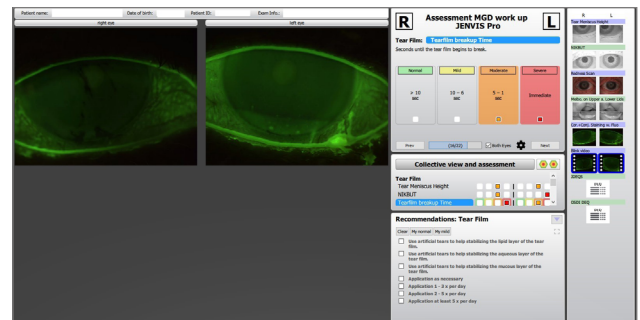 Patient name:
Date of birth:
Patient ID:
Exam Info.:
right eye
left eye
R
Assessment MGD work up
JENVIS Pro
L
Tear Film: Tearfilm breakup Time
Seconds until the tear film begins to break.
Normal
Mild
Moderate
Severe
> 10
sec
10 - 6
sec
5 - 1
sec
Immediate
Prev
(16/22)
Both Eyes
Next
Collective view and assessment
Tear Film
Tear Meniscus Height
NIKBUT
Tearfilm breakup Time
Recommendations: Tear Film
Clear My normal My mild
Use artificial tears to help stabilizing the lipid layer of the tear
film.
Use artificial tears to help stabilizing the aqueous layer of the
tear film.
Use artificial tears to help stabilizing the mucous layer of the
tear film.
Application as necessary
Application 1 - 3 x per day
Application 3 - 5 x per day
Application at least 5 x per day
R L
Tear Meniscus Height
NIKBUT
Redness Scan
Meibo. on Upper & Lower Lids
Con.+Conj. Staining w. Fluo
Blink video